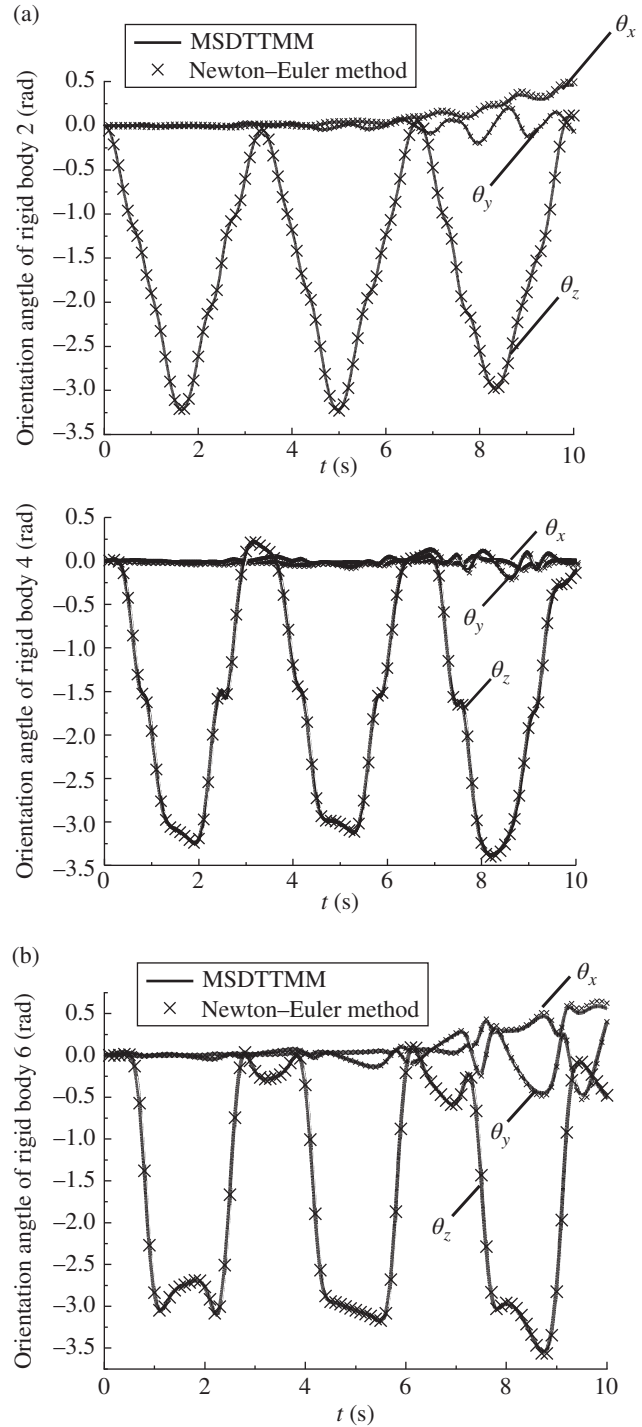 (a)
MSDTTMM
Newton–Euler method
θx
θy
θz
Orientation angtle of rigid body 2 (rad)
0.5
0.0
−0.5
−1.0
−1.5
−2.0
−2.5
−3.0
−3.5
0 2 4 6 8 10
t (s)
θx
θy
θz
Orientation angtle of rigid body 4 (rad)
0.5
0.0
−0.5
−1.0
−1.5
−2.0
−2.5
−3.0
−3.5
0 2 4 6 8 10
t (s)
(b)
MSDTTMM
Newton–Euler method
θx
θy
θz
Orientation angtle of rigid body 6 (rad)
0.5
0.0
−0.5
−1.0
−1.5
−2.0
−2.5
−3.0
−3.5
0 2 4 6 8 10
t (s)